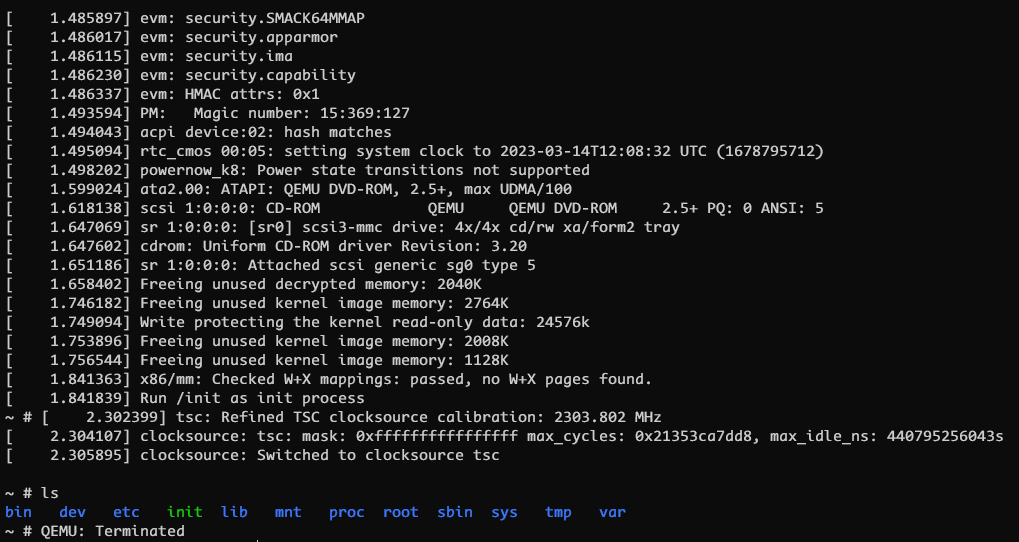 [    1.485897] evm: security.SMACK64MMAP
[    1.486017] evm: security.apparmor
[    1.486115] evm: security.ima
[    1.486230] evm: security.capability
[    1.486337] evm: HMAC attrs: 0x1
[    1.493594] PM:   Magic number: 15:369:127
[    1.494043] acpi device:02: hash matches
[    1.495094] rtc_cmos 00:05: setting system clock to 2023-03-14T12:08:32 UTC (1678795712)
[    1.498202] powernow_k8: Power state transitions not supported
[    1.599024] ata2.00: ATAPI: QEMU DVD-ROM, 2.5+, max UDMA/100
[    1.618138] scsi 1:0:0:0: CD-ROM            QEMU     QEMU DVD-ROM     2.5+ PQ: 0 ANSI: 5
[    1.647069] sr 1:0:0:0: [sr0] scsi3-mmc drive: 4x/4x cd/rw xa/form2 tray
[    1.647602] cdrom: Uniform CD-ROM driver Revision: 3.20
[    1.651186] sr 1:0:0:0: Attached scsi generic sg0 type 5
[    1.658402] Freeing unused decrypted memory: 2040K
[    1.746182] Freeing unused kernel image memory: 2764K
[    1.749094] Write protecting the kernel read-only data: 24576k
[    1.753896] Freeing unused kernel image memory: 2008K
[    1.756544] Freeing unused kernel image memory: 1128K
[    1.841363] x86/mm: Checked W+X mappings: passed, no W+X pages found.
[    1.841839] Run /init as init process
~ # [    2.302399] tsc: Refined TSC clocksource calibration: 2303.802 MHz
[    2.304107] clocksource: tsc: mask: 0xffffffffffffffff max_cycles: 0x21353ca7dd8, max_idle_ns: 440795256043s
[    2.305895] clocksource: Switched to clocksource tsc
~ # ls
bin   dev   etc   init  lib   mnt   proc  root  sbin  sys   tmp   var
~ # QEMU: Terminated